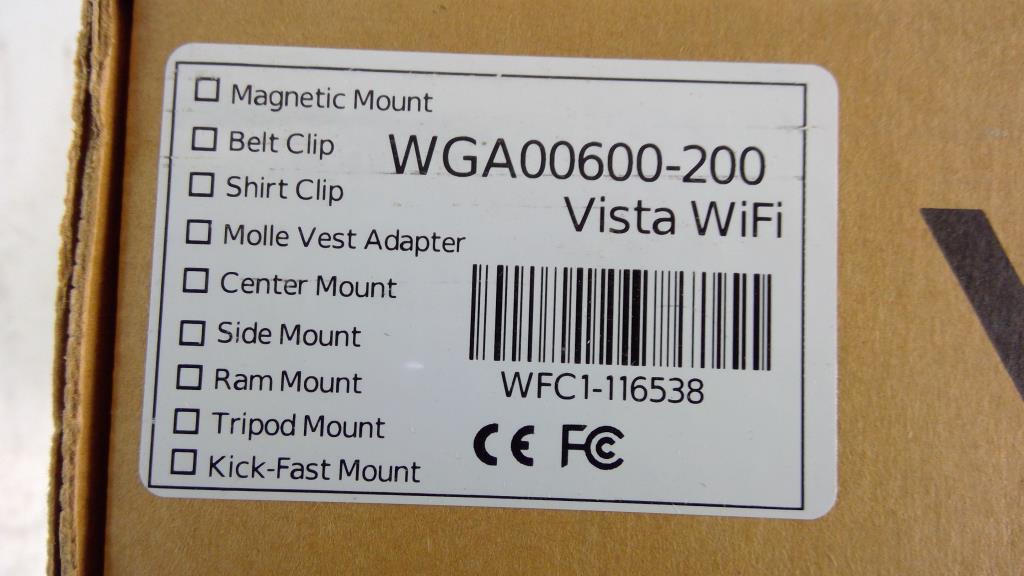 Magnetic Mount
Belt Clip
Shirt Clip
Molle Vest Adapter
Center Mount
Side Mount
Ram Mount
Tripod Mount
Kick-Fast Mount
WGA00600-200
Vista WiFi
WFC1-116538
CE FC